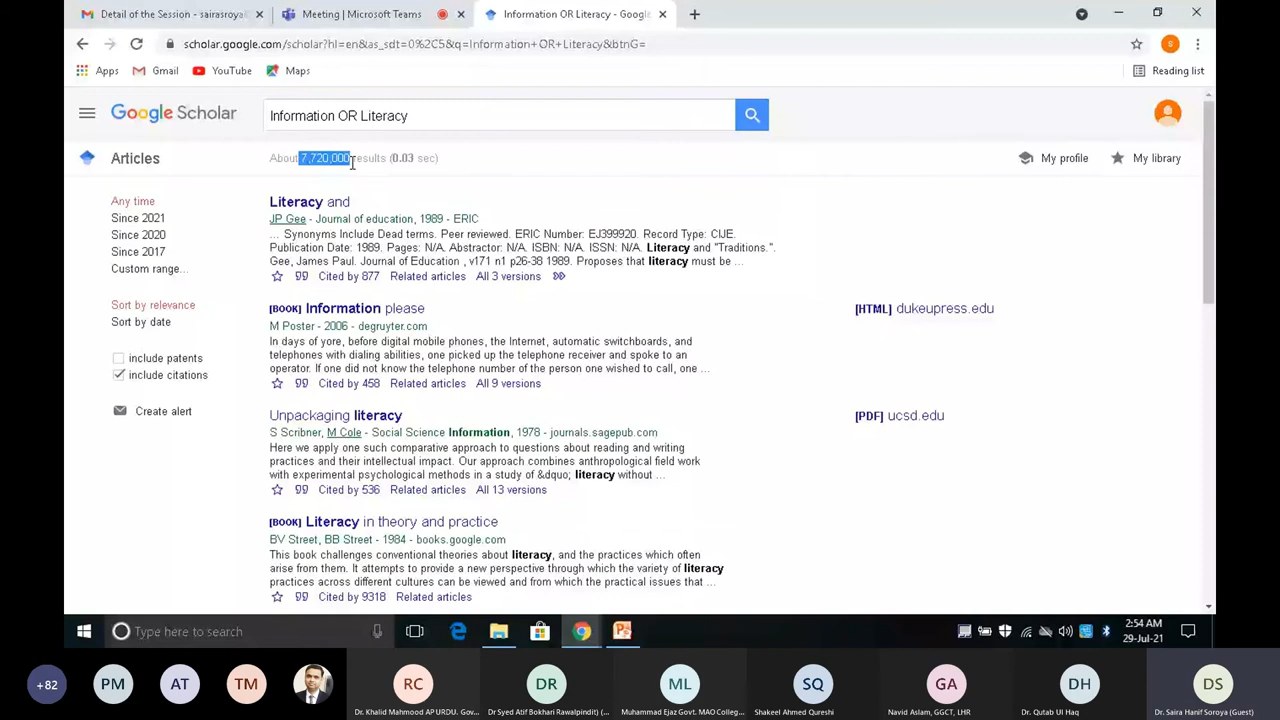 Detail of the Session - sairasroya
Meeting | Microsoft Teams
Information OR Literacy - Google
scholar.google.com/scholar?hl=en&as_sdt=0%2C5&q=Information+OR+Literacy&btnG=
Apps
Gmail
YouTube
Maps
Reading list
Google Scholar
Information OR Literacy
Articles
About 7,720,000 results (0.03 sec)
My profile
My library
Any time
Since 2021
Since 2020
Since 2017
Custom range...
Sort by relevance
Sort by date
include patents
include citations
Create alert
Literacy and
JP Gee - Journal of education, 1989 - ERIC
... Synonyms Include Dead terms. Peer reviewed. ERIC Number: EJ399920. Record Type: CIJE.
Publication Date: 1989. Pages: N/A. Abstractor: N/A. ISBN: N/A. ISSN: N/A. Literacy and "Traditions.".
Gee, James Paul. Journal of Education , v171 n1 p26-38 1989. Proposes that literacy must be ...
Cited by 877 Related articles All 3 versions
[BOOK] Information please
[HTML] dukeupress.edu
M Poster - 2006 - degruyter.com
In days of yore, before digital mobile phones, the Internet, automatic switchboards, and
telephones with dialing abilities, one picked up the telephone receiver and spoke to an
operator. If one did not know the telephone number of the person one wished to call, one ...
Cited by 458 Related articles All 9 versions
Unpackaging literacy
[PDF] ucsd.edu
S Scribner, M Cole - Social Science Information, 1978 - journals.sagepub.com
Here we apply one such comparative approach to questions about reading and writing
practices and their intellectual impact. Our approach combines anthropological field work
with experimental psychological methods in a study of &dquo; literacy without ...
Cited by 536 Related articles All 13 versions
[BOOK] Literacy in theory and practice
BV Street, BB Street - 1984 - books.google.com
This book challenges conventional theories about literacy, and the practices which often
arise from them. It attempts to provide a new perspective through which the variety of literacy
practices across different cultures can be viewed and from which the practical issues that ...
Cited by 9318 Related articles
Type here to search
2:54 AM
29-Jul-21
+82
PM
AT
TM
RC
DR
ML
SQ
GA
DH
DS
S
Dr. Khalid Mahmood AP URDU. Gov...
Dr Syed Atif Bokhari Rawalpindit) (...
Muhammad Ejaz Govt. MAO Colleg...
Shakeel Ahmed Qureshi
Navid Aslam, GGCT, LHR
Dr. Qutab Ul Haq
Dr. Saira Hanif Soroya (Guest)